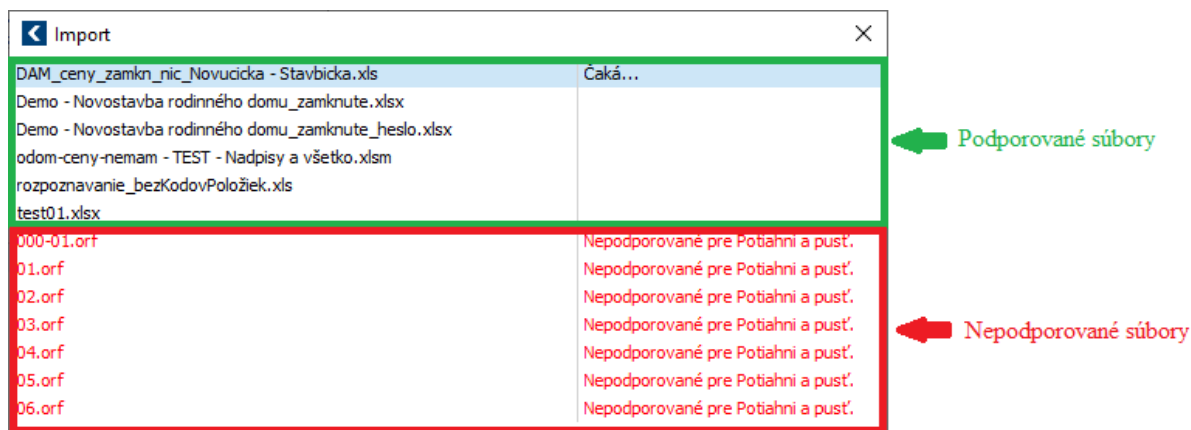 Import
DAM_ceny_zamkn_nic_Novucicka - Stavbicka.xls Čaká...
Demo - Novostavba rodinného domu_zamknute.xlsx
Demo - Novostavba rodinného domu_zamknute_heslo.xlsx
odom-ceny-nemam - TEST - Nadpisy a všetko.xlsm
rozpoznavanie_bezKodovPoložiek.xls
test01.xlsx
Podporované súbory
000-01.orf Nepodporované pre Potiahni a pusť.
01.orf Nepodporované pre Potiahni a pusť.
02.orf Nepodporované pre Potiahni a pusť.
03.orf Nepodporované pre Potiahni a pusť.
04.orf Nepodporované pre Potiahni a pusť.
05.orf Nepodporované pre Potiahni a pusť.
06.orf Nepodporované pre Potiahni a pusť.
Nepodporované súbory